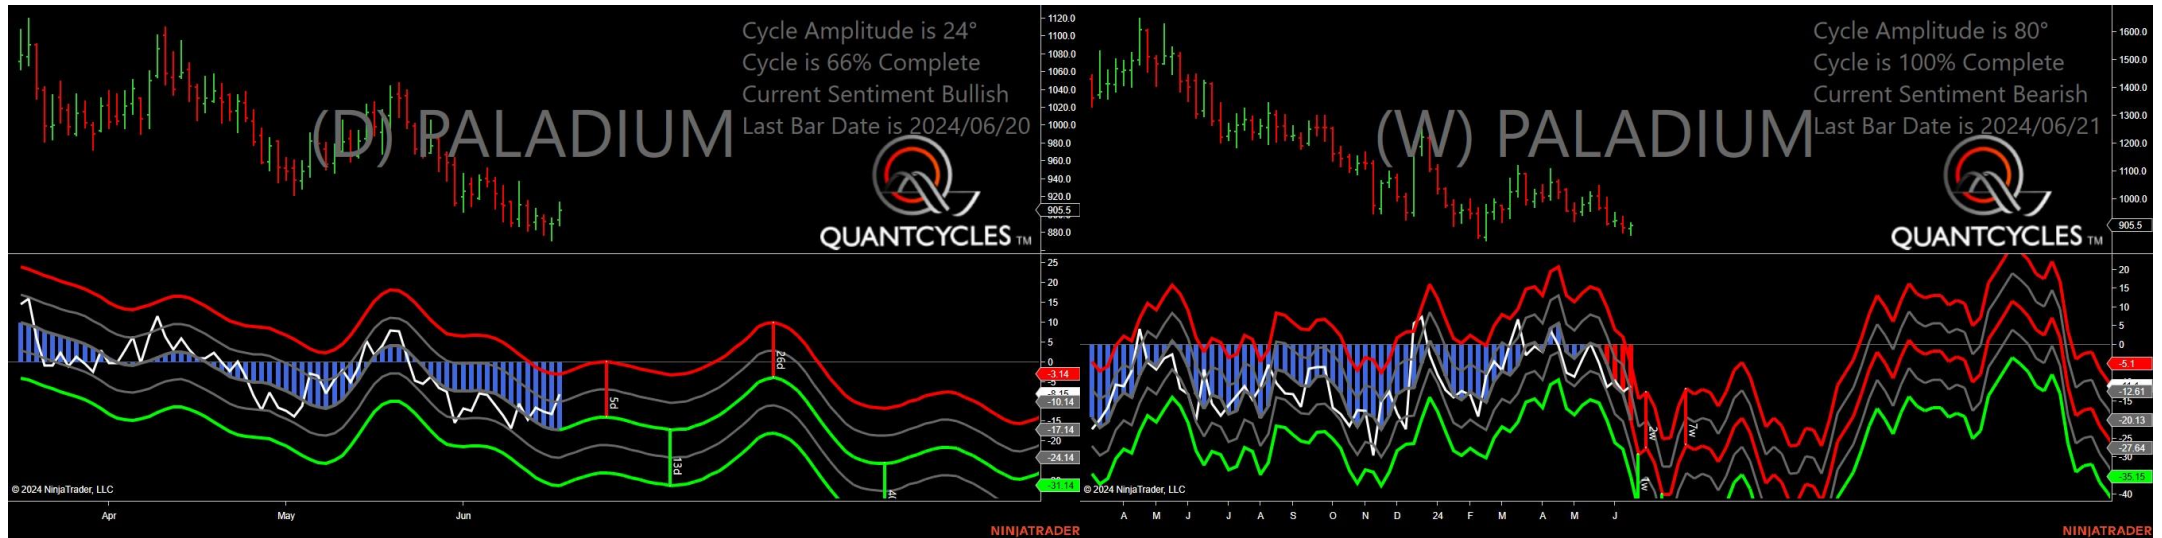 Cycle Amplitude is 24°
Cycle is 66% Complete
Current Sentiment Bullish
Last Bar Date is 2024/06/20
(D) PALADIUM
QUANTCYCLES TM
1120.0
1100.0
1080.0
1060.0
1040.0
1020.0
1000.0
980.0
960.0
940.0
920.0
905.5
880.0
25
20
15
10
5
0
-3.14
-5
-10.14
-15
-17.14
-20
-24.14
-31.14
5d
13d
26d
© 2024 NinjaTrader, LLC
Apr May Jun
NINJATRADER
Cycle Amplitude is 80°
Cycle is 100% Complete
Current Sentiment Bearish
Last Bar Date is 2024/06/21
(W) PALADIUM
QUANTCYCLES TM
1600.0
1500.0
1400.0
1300.0
1200.0
1100.0
1000.0
905.5
20
15
10
5
0
-5.1
-12.61
-15
-20.13
-25
-27.64
-30
-35.15
-40
2w
7w
1w
© 2024 NinjaTrader, LLC
A M J J A S O N D 24 F M A M J
NINJATRADER